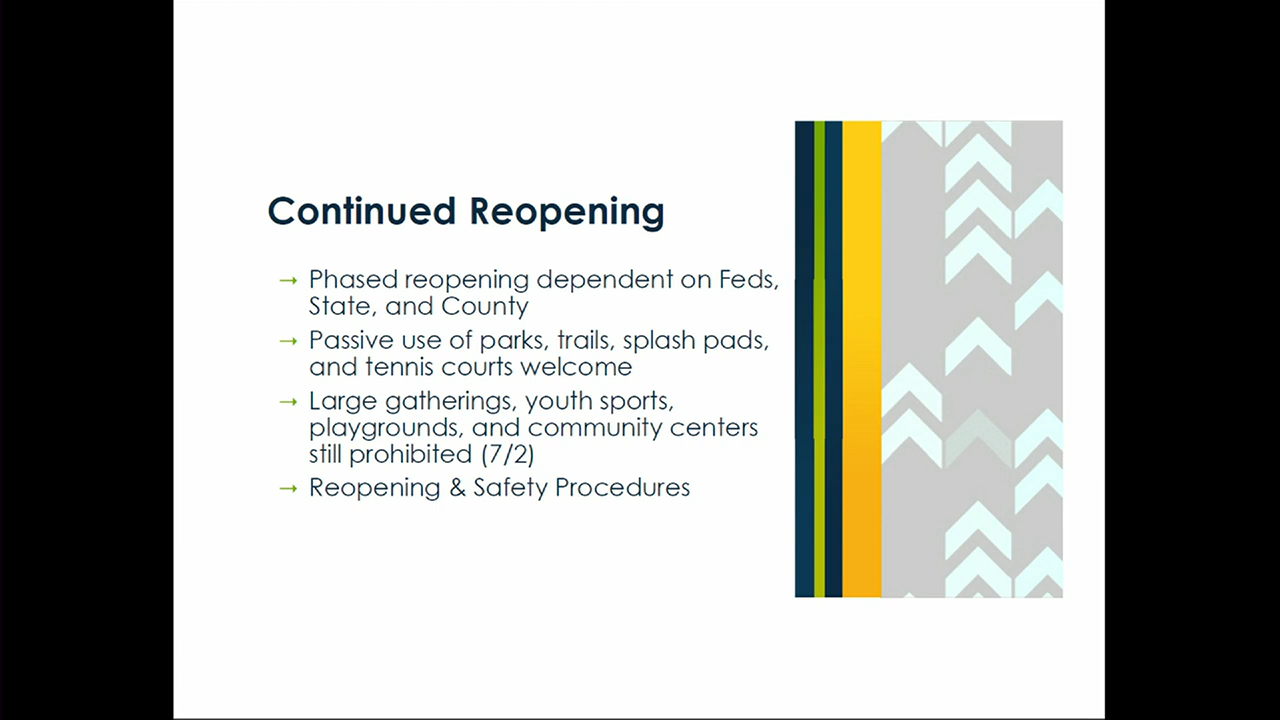 Continued Reopening
→ Phased reopening dependent on Feds,
State, and County
→ Passive use of parks, trails, splash pads,
and tennis courts welcome
→ Large gatherings, youth sports,
playgrounds, and community centers
still prohibited (7/2)
→ Reopening & Safety Procedures